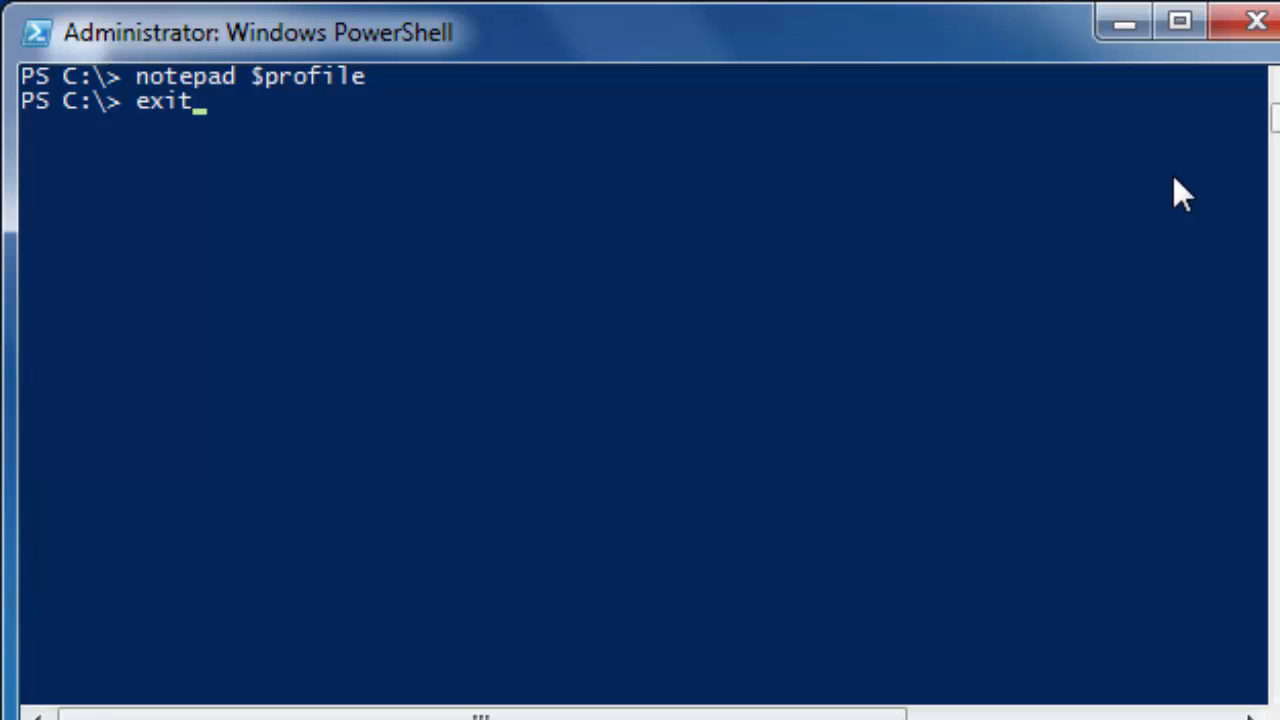 Administrator: Windows PowerShell
PS C:\> notepad $profile
PS C:\> exit